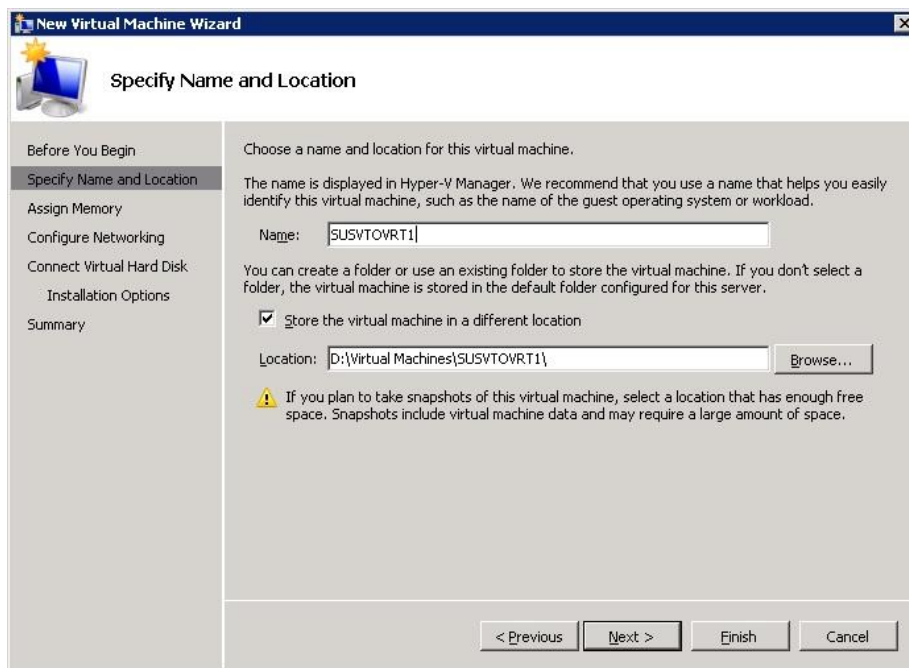 New Virtual Machine Wizard
Specify Name and Location
Before You Begin
Specify Name and Location
Assign Memory
Configure Networking
Connect Virtual Hard Disk
Installation Options
Summary
Choose a name and location for this virtual machine.
The name is displayed in Hyper-V Manager. We recommend that you use a name that helps you easily
identify this virtual machine, such as the name of the guest operating system or workload.
Name: SUSVTOVRT1
You can create a folder or use an existing folder to store the virtual machine. If you don't select a
folder, the virtual machine is stored in the default folder configured for this server.
Store the virtual machine in a different location
Location: D:\Virtual Machines\SUSVTOVRT1\ Browse...
If you plan to take snapshots of this virtual machine, select a location that has enough free
space. Snapshots include virtual machine data and may require a large amount of space.
< Previous Next > Finish Cancel